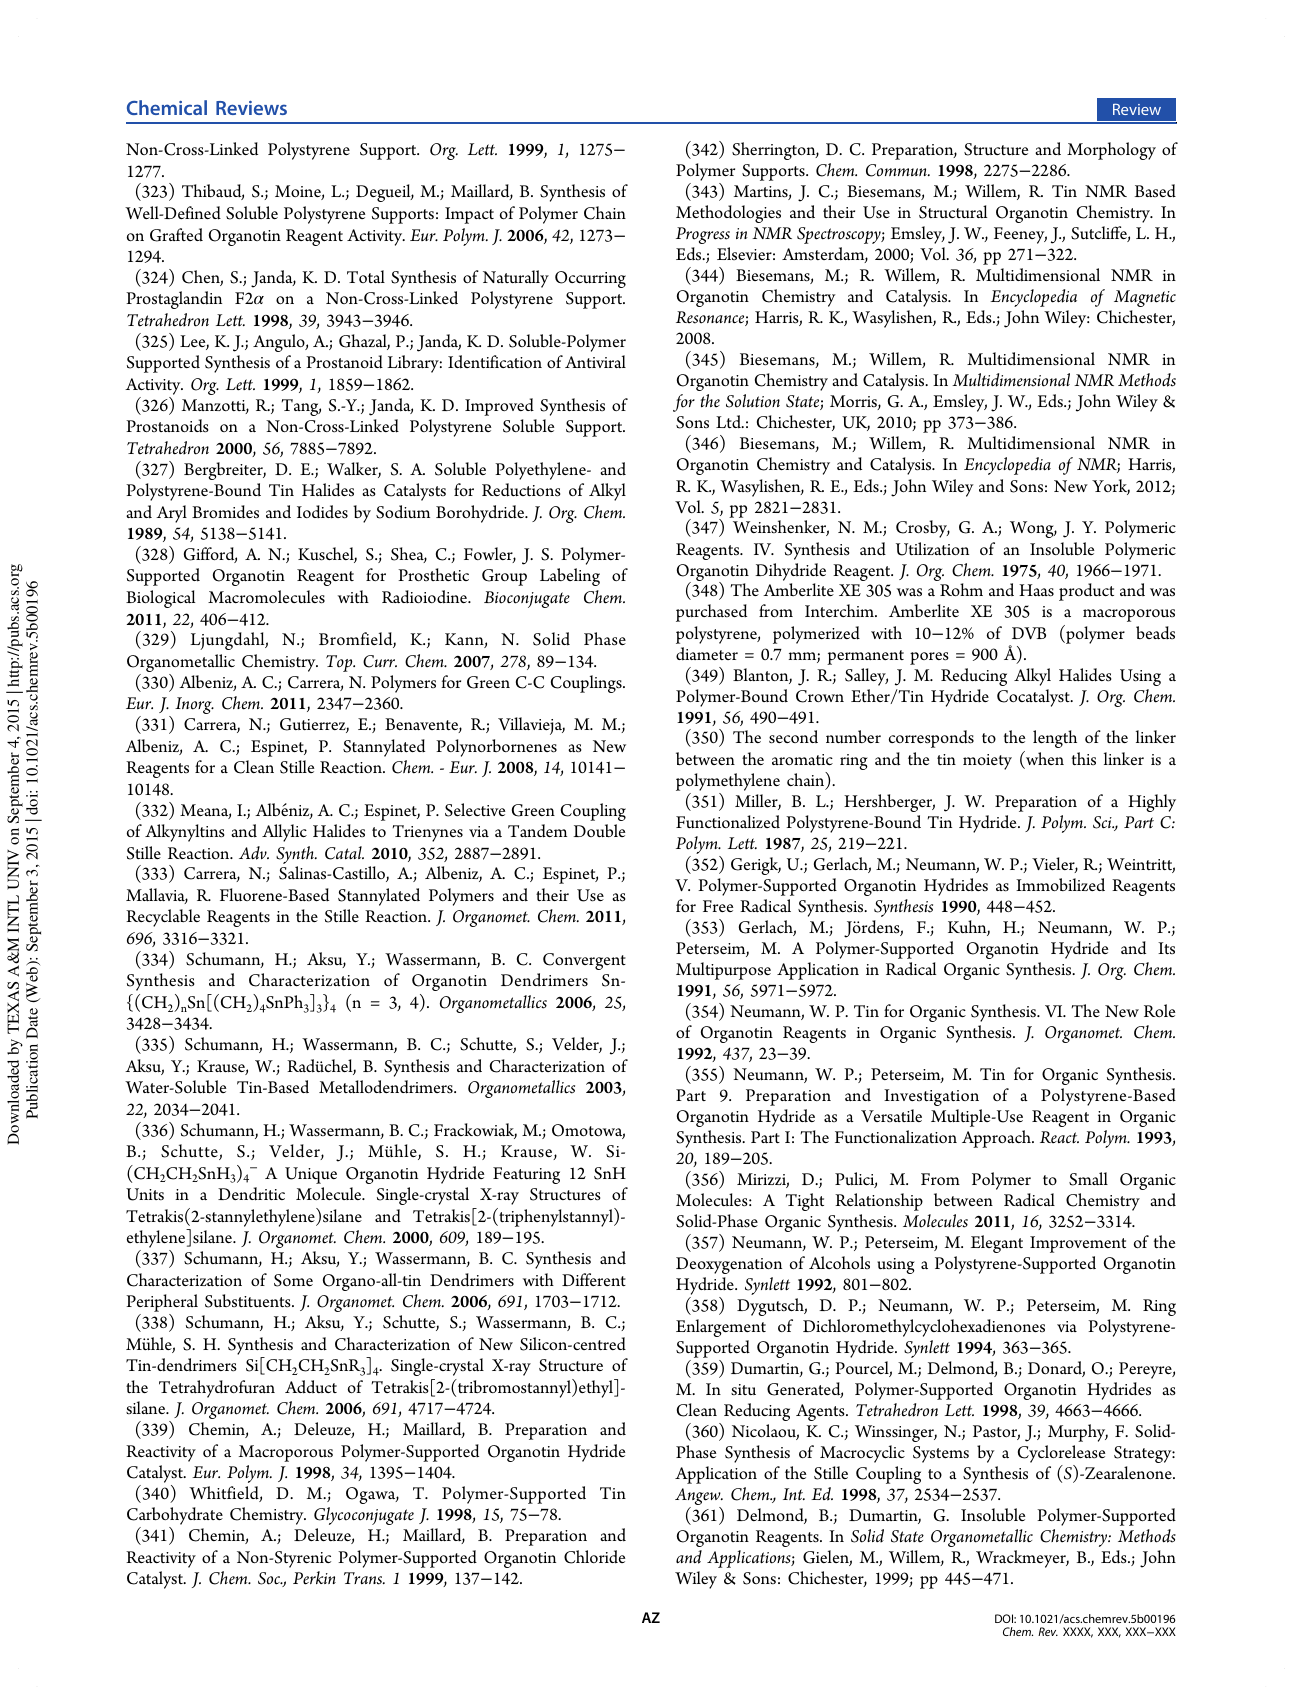 Chemical Reviews
Review
Non-Cross-Linked Polystyrene Support. Org. Lett. 1999, 1, 1275−
1277.
(323) Thibaud, S.; Moine, L.; Degueil, M.; Maillard, B. Synthesis of
Well-Defined Soluble Polystyrene Supports: Impact of Polymer Chain
on Grafted Organotin Reagent Activity. Eur. Polym. J. 2006, 42, 1273−
1294.
(324) Chen, S.; Janda, K. D. Total Synthesis of Naturally Occurring
Prostaglandin F2α on a Non-Cross-Linked Polystyrene Support.
Tetrahedron Lett. 1998, 39, 3943−3946.
(325) Lee, K. J.; Angulo, A.; Ghazal, P.; Janda, K. D. Soluble-Polymer
Supported Synthesis of a Prostanoid Library: Identification of Antiviral
Activity. Org. Lett. 1999, 1, 1859−1862.
(326) Manzotti, R.; Tang, S.-Y.; Janda, K. D. Improved Synthesis of
Prostanoids on a Non-Cross-Linked Polystyrene Soluble Support.
Tetrahedron 2000, 56, 7885−7892.
(327) Bergbreiter, D. E.; Walker, S. A. Soluble Polyethylene- and
Polystyrene-Bound Tin Halides as Catalysts for Reductions of Alkyl
and Aryl Bromides and Iodides by Sodium Borohydride. J. Org. Chem.
1989, 54, 5138−5141.
(328) Gifford, A. N.; Kuschel, S.; Shea, C.; Fowler, J. S. Polymer-
Supported Organotin Reagent for Prosthetic Group Labeling of
Biological Macromolecules with Radioiodine. Bioconjugate Chem.
2011, 22, 406−412.
(329) Ljungdahl, N.; Bromfield, K.; Kann, N. Solid Phase
Organometallic Chemistry. Top. Curr. Chem. 2007, 278, 89−134.
(330) Albeniz, A. C.; Carrera, N. Polymers for Green C-C Couplings.
Eur. J. Inorg. Chem. 2011, 2347−2360.
(331) Carrera, N.; Gutierrez, E.; Benavente, R.; Villavieja, M. M.;
Albeniz, A. C.; Espinet, P. Stannylated Polynorbornenes as New
Reagents for a Clean Stille Reaction. Chem. - Eur. J. 2008, 14, 10141−
10148.
(332) Meana, I.; Albéniz, A. C.; Espinet, P. Selective Green Coupling
of Alkynyltins and Allylic Halides to Trienynes via a Tandem Double
Stille Reaction. Adv. Synth. Catal. 2010, 352, 2887−2891.
(333) Carrera, N.; Salinas-Castillo, A.; Albeniz, A. C.; Espinet, P.;
Mallavia, R. Fluorene-Based Stannylated Polymers and their Use as
Recyclable Reagents in the Stille Reaction. J. Organomet. Chem. 2011,
696, 3316−3321.
(334) Schumann, H.; Aksu, Y.; Wassermann, B. C. Convergent
Synthesis and Characterization of Organotin Dendrimers Sn-
{(CH₂)ₙSn[(CH₂)₄SnPh₃]₃}₄ (n = 3, 4). Organometallics 2006, 25,
3428−3434.
(335) Schumann, H.; Wassermann, B. C.; Schutte, S.; Velder, J.;
Aksu, Y.; Krause, W.; Radüchel, B. Synthesis and Characterization of
Water-Soluble Tin-Based Metallodendrimers. Organometallics 2003,
22, 2034−2041.
(336) Schumann, H.; Wassermann, B. C.; Frackowiak, M.; Omotowa,
B.; Schutte, S.; Velder, J.; Mühle, S. H.; Krause, W. Si-
(CH₂CH₂SnH₃)₄⁻ A Unique Organotin Hydride Featuring 12 SnH
Units in a Dendritic Molecule. Single-crystal X-ray Structures of
Tetrakis(2-stannylethylene)silane and Tetrakis[2-(triphenylstannyl)-
ethylene]silane. J. Organomet. Chem. 2000, 609, 189−195.
(337) Schumann, H.; Aksu, Y.; Wassermann, B. C. Synthesis and
Characterization of Some Organo-all-tin Dendrimers with Different
Peripheral Substituents. J. Organomet. Chem. 2006, 691, 1703−1712.
(338) Schumann, H.; Aksu, Y.; Schutte, S.; Wassermann, B. C.;
Mühle, S. H. Synthesis and Characterization of New Silicon-centred
Tin-dendrimers Si[CH₂CH₂SnR₃]₄. Single-crystal X-ray Structure of
the Tetrahydrofuran Adduct of Tetrakis[2-(tribromostannyl)ethyl]-
silane. J. Organomet. Chem. 2006, 691, 4717−4724.
(339) Chemin, A.; Deleuze, H.; Maillard, B. Preparation and
Reactivity of a Macroporous Polymer-Supported Organotin Hydride
Catalyst. Eur. Polym. J. 1998, 34, 1395−1404.
(340) Whitfield, D. M.; Ogawa, T. Polymer-Supported Tin
Carbohydrate Chemistry. Glycoconjugate J. 1998, 15, 75−78.
(341) Chemin, A.; Deleuze, H.; Maillard, B. Preparation and
Reactivity of a Non-Styrenic Polymer-Supported Organotin Chloride
Catalyst. J. Chem. Soc., Perkin Trans. 1 1999, 137−142.
(342) Sherrington, D. C. Preparation, Structure and Morphology of
Polymer Supports. Chem. Commun. 1998, 2275−2286.
(343) Martins, J. C.; Biesemans, M.; Willem, R. Tin NMR Based
Methodologies and their Use in Structural Organotin Chemistry. In
Progress in NMR Spectroscopy; Emsley, J. W., Feeney, J., Sutcliffe, L. H.,
Eds.; Elsevier: Amsterdam, 2000; Vol. 36, pp 271−322.
(344) Biesemans, M.; R. Willem, R. Multidimensional NMR in
Organotin Chemistry and Catalysis. In Encyclopedia of Magnetic
Resonance; Harris, R. K., Wasylishen, R., Eds.; John Wiley: Chichester,
2008.
(345) Biesemans, M.; Willem, R. Multidimensional NMR in
Organotin Chemistry and Catalysis. In Multidimensional NMR Methods
for the Solution State; Morris, G. A., Emsley, J. W., Eds.; John Wiley &
Sons Ltd.: Chichester, UK, 2010; pp 373−386.
(346) Biesemans, M.; Willem, R. Multidimensional NMR in
Organotin Chemistry and Catalysis. In Encyclopedia of NMR; Harris,
R. K., Wasylishen, R. E., Eds.; John Wiley and Sons: New York, 2012;
Vol. 5, pp 2821−2831.
(347) Weinshenker, N. M.; Crosby, G. A.; Wong, J. Y. Polymeric
Reagents. IV. Synthesis and Utilization of an Insoluble Polymeric
Organotin Dihydride Reagent. J. Org. Chem. 1975, 40, 1966−1971.
(348) The Amberlite XE 305 was a Rohm and Haas product and was
purchased from Interchim. Amberlite XE 305 is a macroporous
polystyrene, polymerized with 10−12% of DVB (polymer beads
diameter = 0.7 mm; permanent pores = 900 Å).
(349) Blanton, J. R.; Salley, J. M. Reducing Alkyl Halides Using a
Polymer-Bound Crown Ether/Tin Hydride Cocatalyst. J. Org. Chem.
1991, 56, 490−491.
(350) The second number corresponds to the length of the linker
between the aromatic ring and the tin moiety (when this linker is a
polymethylene chain).
(351) Miller, B. L.; Hershberger, J. W. Preparation of a Highly
Functionalized Polystyrene-Bound Tin Hydride. J. Polym. Sci., Part C:
Polym. Lett. 1987, 25, 219−221.
(352) Gerigk, U.; Gerlach, M.; Neumann, W. P.; Vieler, R.; Weintritt,
V. Polymer-Supported Organotin Hydrides as Immobilized Reagents
for Free Radical Synthesis. Synthesis 1990, 448−452.
(353) Gerlach, M.; Jördens, F.; Kuhn, H.; Neumann, W. P.;
Peterseim, M. A Polymer-Supported Organotin Hydride and Its
Multipurpose Application in Radical Organic Synthesis. J. Org. Chem.
1991, 56, 5971−5972.
(354) Neumann, W. P. Tin for Organic Synthesis. VI. The New Role
of Organotin Reagents in Organic Synthesis. J. Organomet. Chem.
1992, 437, 23−39.
(355) Neumann, W. P.; Peterseim, M. Tin for Organic Synthesis.
Part 9. Preparation and Investigation of a Polystyrene-Based
Organotin Hydride as a Versatile Multiple-Use Reagent in Organic
Synthesis. Part I: The Functionalization Approach. React. Polym. 1993,
20, 189−205.
(356) Mirizzi, D.; Pulici, M. From Polymer to Small Organic
Molecules: A Tight Relationship between Radical Chemistry and
Solid-Phase Organic Synthesis. Molecules 2011, 16, 3252−3314.
(357) Neumann, W. P.; Peterseim, M. Elegant Improvement of the
Deoxygenation of Alcohols using a Polystyrene-Supported Organotin
Hydride. Synlett 1992, 801−802.
(358) Dygutsch, D. P.; Neumann, W. P.; Peterseim, M. Ring
Enlargement of Dichloromethylcyclohexadienones via Polystyrene-
Supported Organotin Hydride. Synlett 1994, 363−365.
(359) Dumartin, G.; Pourcel, M.; Delmond, B.; Donard, O.; Pereyre,
M. In situ Generated, Polymer-Supported Organotin Hydrides as
Clean Reducing Agents. Tetrahedron Lett. 1998, 39, 4663−4666.
(360) Nicolaou, K. C.; Winssinger, N.; Pastor, J.; Murphy, F. Solid-
Phase Synthesis of Macrocyclic Systems by a Cyclorelease Strategy:
Application of the Stille Coupling to a Synthesis of (S)-Zearalenone.
Angew. Chem., Int. Ed. 1998, 37, 2534−2537.
(361) Delmond, B.; Dumartin, G. Insoluble Polymer-Supported
Organotin Reagents. In Solid State Organometallic Chemistry: Methods
and Applications; Gielen, M., Willem, R., Wrackmeyer, B., Eds.; John
Wiley & Sons: Chichester, 1999; pp 445−471.
Downloaded by TEXAS A&M INTL UNIV on September 4, 2015 | http://pubs.acs.org
Publication Date (Web): September 3, 2015 | doi: 10.1021/acs.chemrev.5b00196
AZ
DOI: 10.1021/acs.chemrev.5b00196
Chem. Rev. XXXX, XXX, XXX−XXX